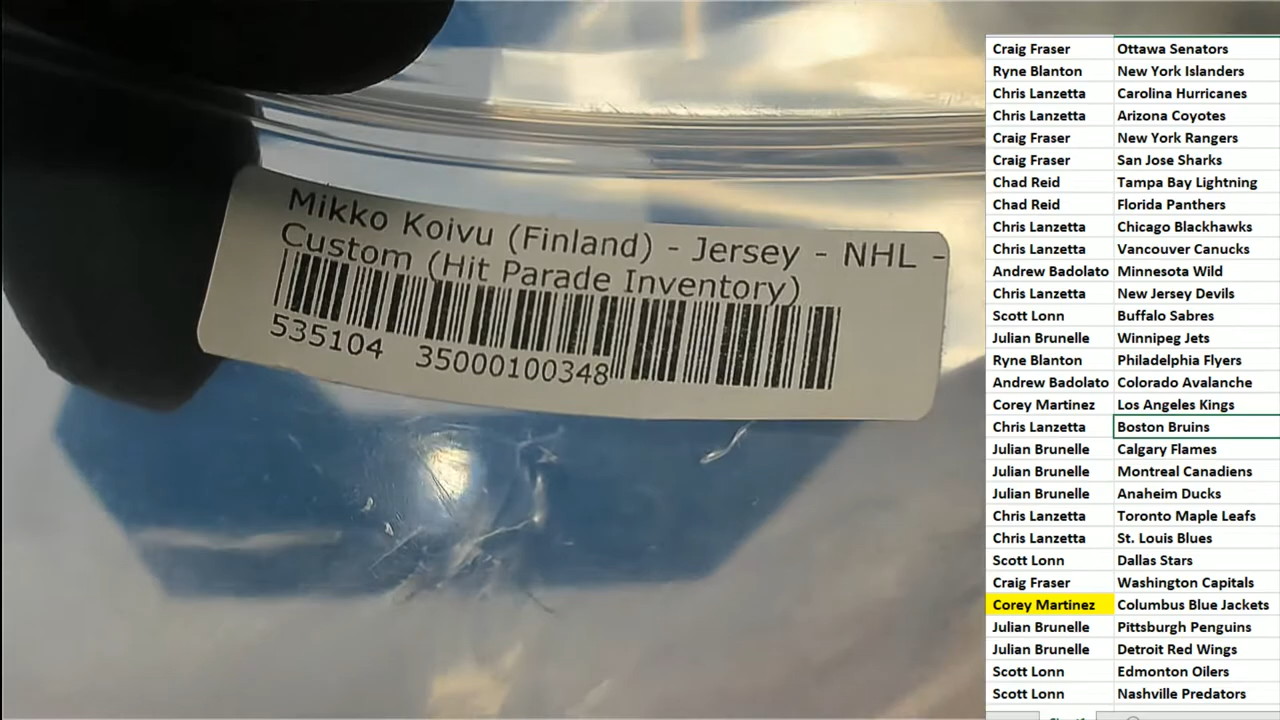 Mikko Koivu (Finland) - Jersey - NHL -
Custom (Hit Parade Inventory)
535104 35000100348
Craig Fraser Ottawa Senators
Ryne Blanton New York Islanders
Chris Lanzetta Carolina Hurricanes
Chris Lanzetta Arizona Coyotes
Craig Fraser New York Rangers
Craig Fraser San Jose Sharks
Chad Reid Tampa Bay Lightning
Chad Reid Florida Panthers
Chris Lanzetta Chicago Blackhawks
Chris Lanzetta Vancouver Canucks
Andrew Badolato Minnesota Wild
Chris Lanzetta New Jersey Devils
Scott Lonn Buffalo Sabres
Julian Brunelle Winnipeg Jets
Ryne Blanton Philadelphia Flyers
Andrew Badolato Colorado Avalanche
Corey Martinez Los Angeles Kings
Chris Lanzetta Boston Bruins
Julian Brunelle Calgary Flames
Julian Brunelle Montreal Canadiens
Julian Brunelle Anaheim Ducks
Chris Lanzetta Toronto Maple Leafs
Chris Lanzetta St. Louis Blues
Scott Lonn Dallas Stars
Craig Fraser Washington Capitals
Corey Martinez Columbus Blue Jackets
Julian Brunelle Pittsburgh Penguins
Julian Brunelle Detroit Red Wings
Scott Lonn Edmonton Oilers
Scott Lonn Nashville Predators